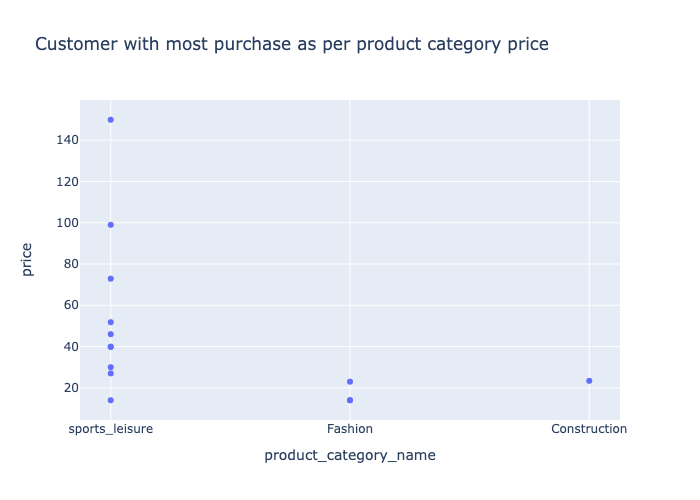 Customer with most purchase as per product category price
140
120
100
80
60
40
20
price
sports_leisure
Fashion
Construction
product_category_name